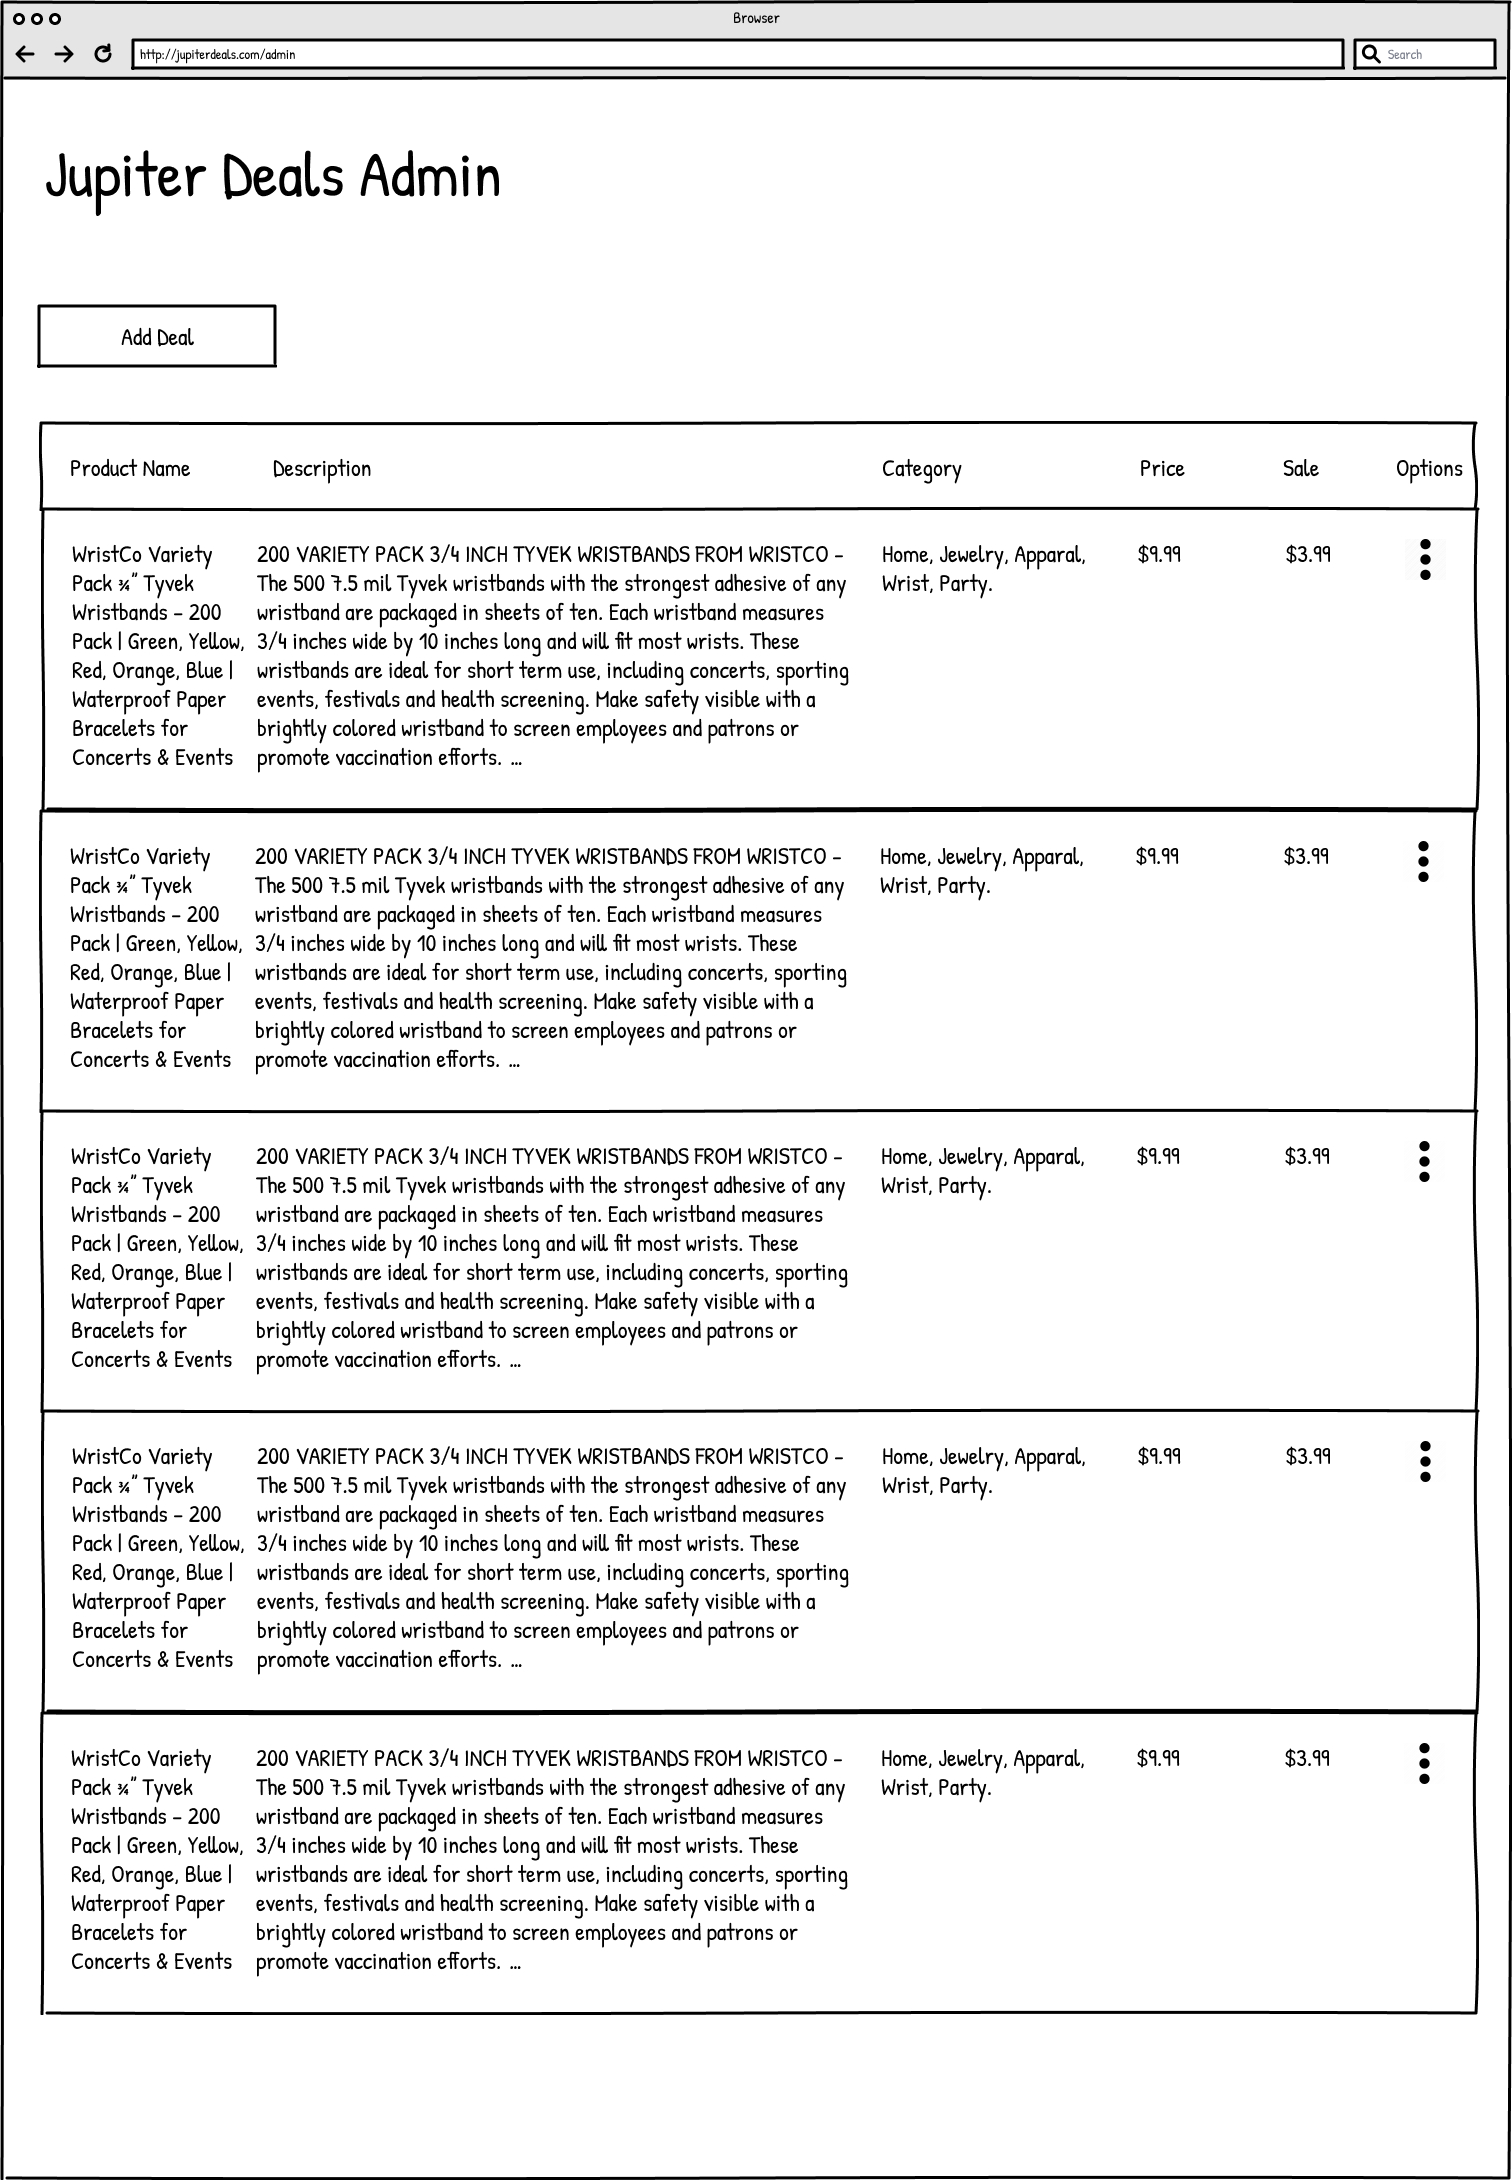 Browser
http://jupiterdeals.com/admin
Search
Jupiter Deals Admin
Add Deal
Product Name Description Category Price Sale Options
WristCo Variety 200 VARIETY PACK 3/4 INCH TYVEK WRISTBANDS FROM WRISTCO – Home, Jewelry, Apparal, $9.99 $3.99
Pack ¾” Tyvek The 500 7.5 mil Tyvek wristbands with the strongest adhesive of any Wrist, Party.
Wristbands – 200 wristband are packaged in sheets of ten. Each wristband measures
Pack | Green, Yellow, 3/4 inches wide by 10 inches long and will fit most wrists. These
Red, Orange, Blue | wristbands are ideal for short term use, including concerts, sporting
Waterproof Paper events, festivals and health screening. Make safety visible with a
Bracelets for brightly colored wristband to screen employees and patrons or
Concerts & Events promote vaccination efforts. ...
WristCo Variety 200 VARIETY PACK 3/4 INCH TYVEK WRISTBANDS FROM WRISTCO – Home, Jewelry, Apparal, $9.99 $3.99
Pack ¾” Tyvek The 500 7.5 mil Tyvek wristbands with the strongest adhesive of any Wrist, Party.
Wristbands – 200 wristband are packaged in sheets of ten. Each wristband measures
Pack | Green, Yellow, 3/4 inches wide by 10 inches long and will fit most wrists. These
Red, Orange, Blue | wristbands are ideal for short term use, including concerts, sporting
Waterproof Paper events, festivals and health screening. Make safety visible with a
Bracelets for brightly colored wristband to screen employees and patrons or
Concerts & Events promote vaccination efforts. ...
WristCo Variety 200 VARIETY PACK 3/4 INCH TYVEK WRISTBANDS FROM WRISTCO – Home, Jewelry, Apparal, $9.99 $3.99
Pack ¾” Tyvek The 500 7.5 mil Tyvek wristbands with the strongest adhesive of any Wrist, Party.
Wristbands – 200 wristband are packaged in sheets of ten. Each wristband measures
Pack | Green, Yellow, 3/4 inches wide by 10 inches long and will fit most wrists. These
Red, Orange, Blue | wristbands are ideal for short term use, including concerts, sporting
Waterproof Paper events, festivals and health screening. Make safety visible with a
Bracelets for brightly colored wristband to screen employees and patrons or
Concerts & Events promote vaccination efforts. ...
WristCo Variety 200 VARIETY PACK 3/4 INCH TYVEK WRISTBANDS FROM WRISTCO – Home, Jewelry, Apparal, $9.99 $3.99
Pack ¾” Tyvek The 500 7.5 mil Tyvek wristbands with the strongest adhesive of any Wrist, Party.
Wristbands – 200 wristband are packaged in sheets of ten. Each wristband measures
Pack | Green, Yellow, 3/4 inches wide by 10 inches long and will fit most wrists. These
Red, Orange, Blue | wristbands are ideal for short term use, including concerts, sporting
Waterproof Paper events, festivals and health screening. Make safety visible with a
Bracelets for brightly colored wristband to screen employees and patrons or
Concerts & Events promote vaccination efforts. ...
WristCo Variety 200 VARIETY PACK 3/4 INCH TYVEK WRISTBANDS FROM WRISTCO – Home, Jewelry, Apparal, $9.99 $3.99
Pack ¾” Tyvek The 500 7.5 mil Tyvek wristbands with the strongest adhesive of any Wrist, Party.
Wristbands – 200 wristband are packaged in sheets of ten. Each wristband measures
Pack | Green, Yellow, 3/4 inches wide by 10 inches long and will fit most wrists. These
Red, Orange, Blue | wristbands are ideal for short term use, including concerts, sporting
Waterproof Paper events, festivals and health screening. Make safety visible with a
Bracelets for brightly colored wristband to screen employees and patrons or
Concerts & Events promote vaccination efforts. ...